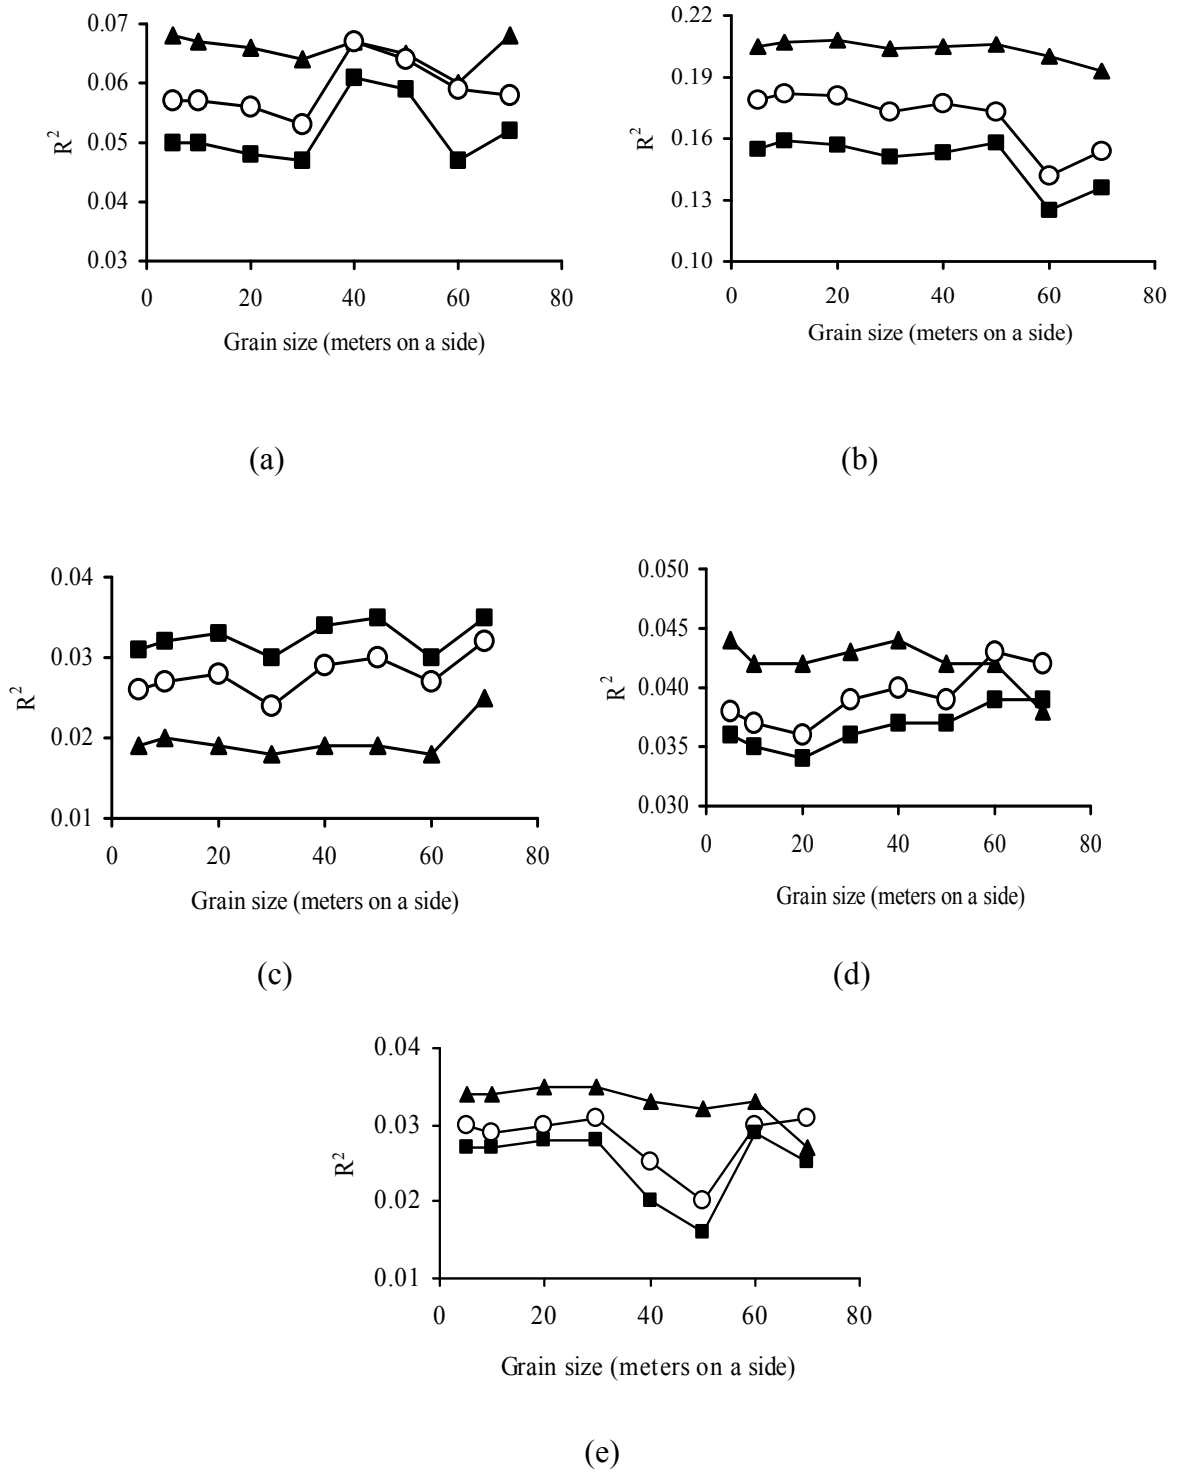 0.07
0.06
0.05
0.04
0.03
R²
0 20 40 60 80
Grain size (meters on a side)
(a)
0.22
0.19
0.16
0.13
0.10
R²
0 20 40 60 80
Grain size (meters on a side)
(b)
0.04
0.03
0.02
0.01
R²
0 20 40 60 80
Grain size (meters on a side)
(c)
0.050
0.045
0.040
0.035
0.030
R²
0 20 40 60 80
Grain size (meters on a side)
(d)
0.04
0.03
0.02
0.01
R²
0 20 40 60 80
Grain size (meters on a side)
(e)